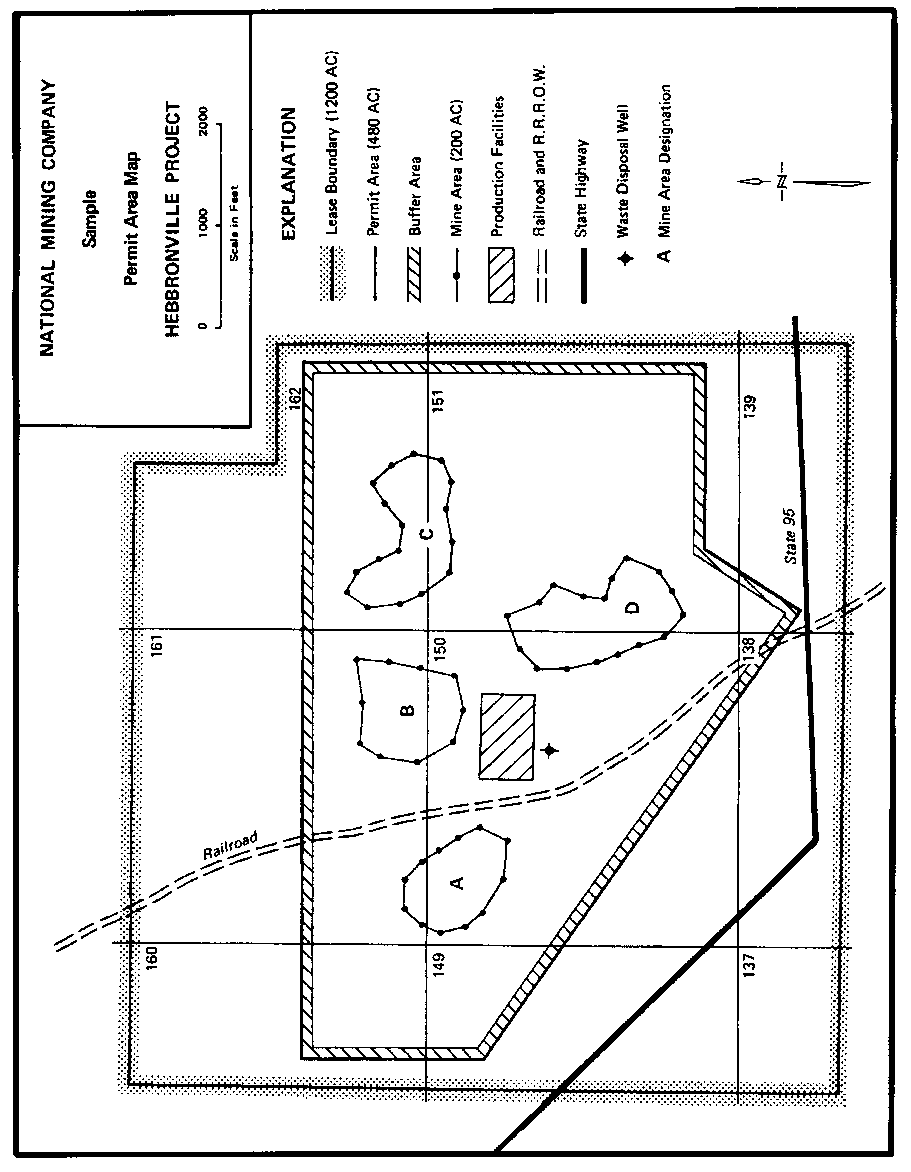 NATIONAL MINING COMPANY
Sample
Permit Area Map
HEBBRONVILLE PROJECT
0 1000 2000
Scale in Feet
EXPLANATION
Lease Boundary (1200 AC)
Permit Area (480 AC)
Buffer Area
Mine Area (200 AC)
Production Facilities
Railroad and R.R.R.O.W.
State Highway
Waste Disposal Well
A Mine Area Designation
N
160
161
162
Railroad
149
150
151
A
B
C
D
137
138
139
State 95